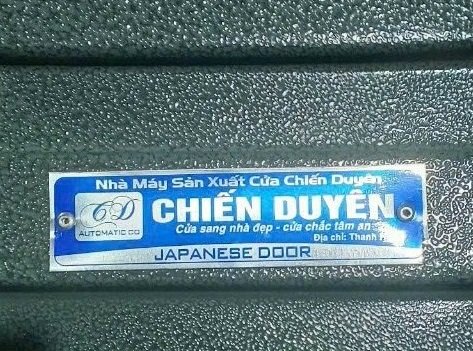 Nhà Máy Sản Xuất Cửa Chiến Duyên
CD
AUTOMATIC CO
CHIẾN DUYÊN
Cửa sang nhà đẹp - cửa chắc tâm an
Địa chỉ: Thanh
JAPANESE DOOR